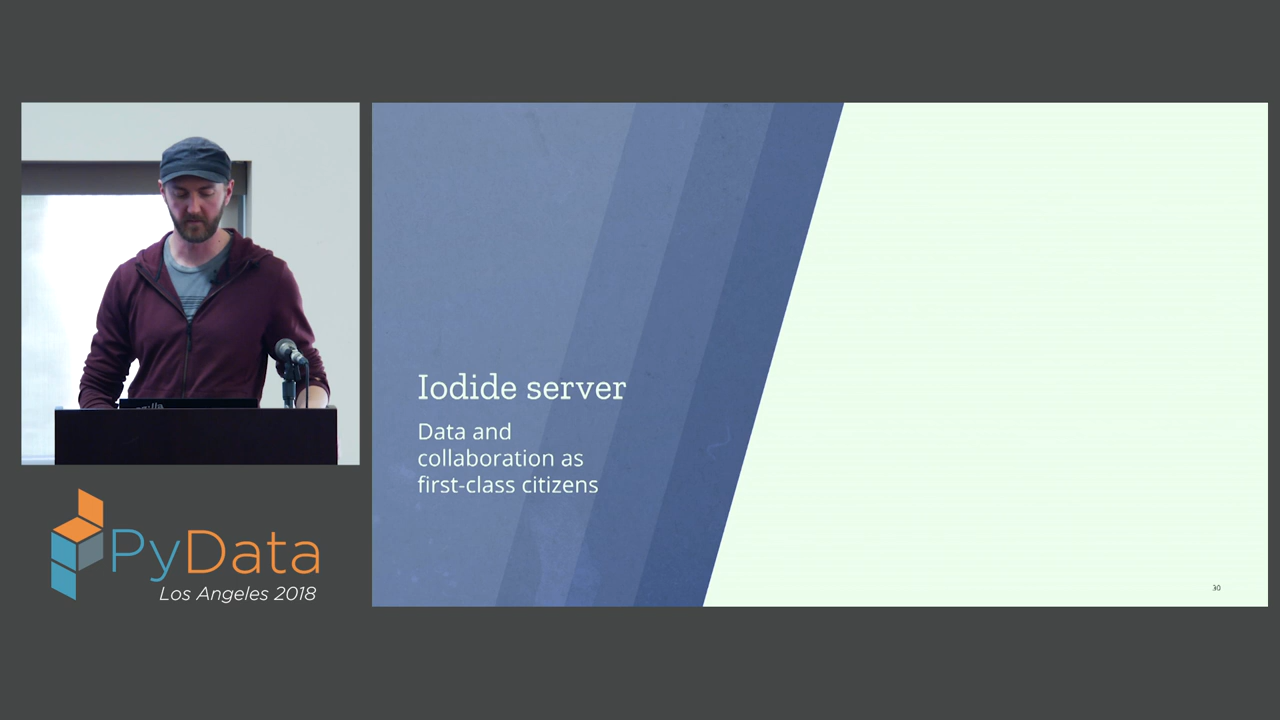 Iodide server
Data and
collaboration as
first-class citizens
30
PyData
Los Angeles 2018